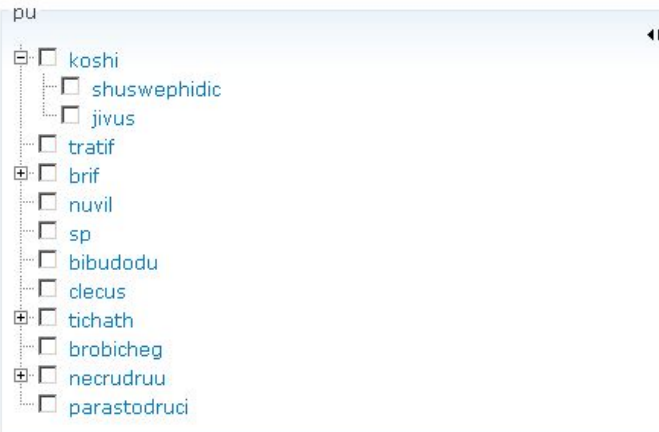 pu
koshi
shuswephidic
jivus
tratif
brif
nuvil
sp
bibudodu
clecus
tichath
brobicheg
necrudruu
parastodruci